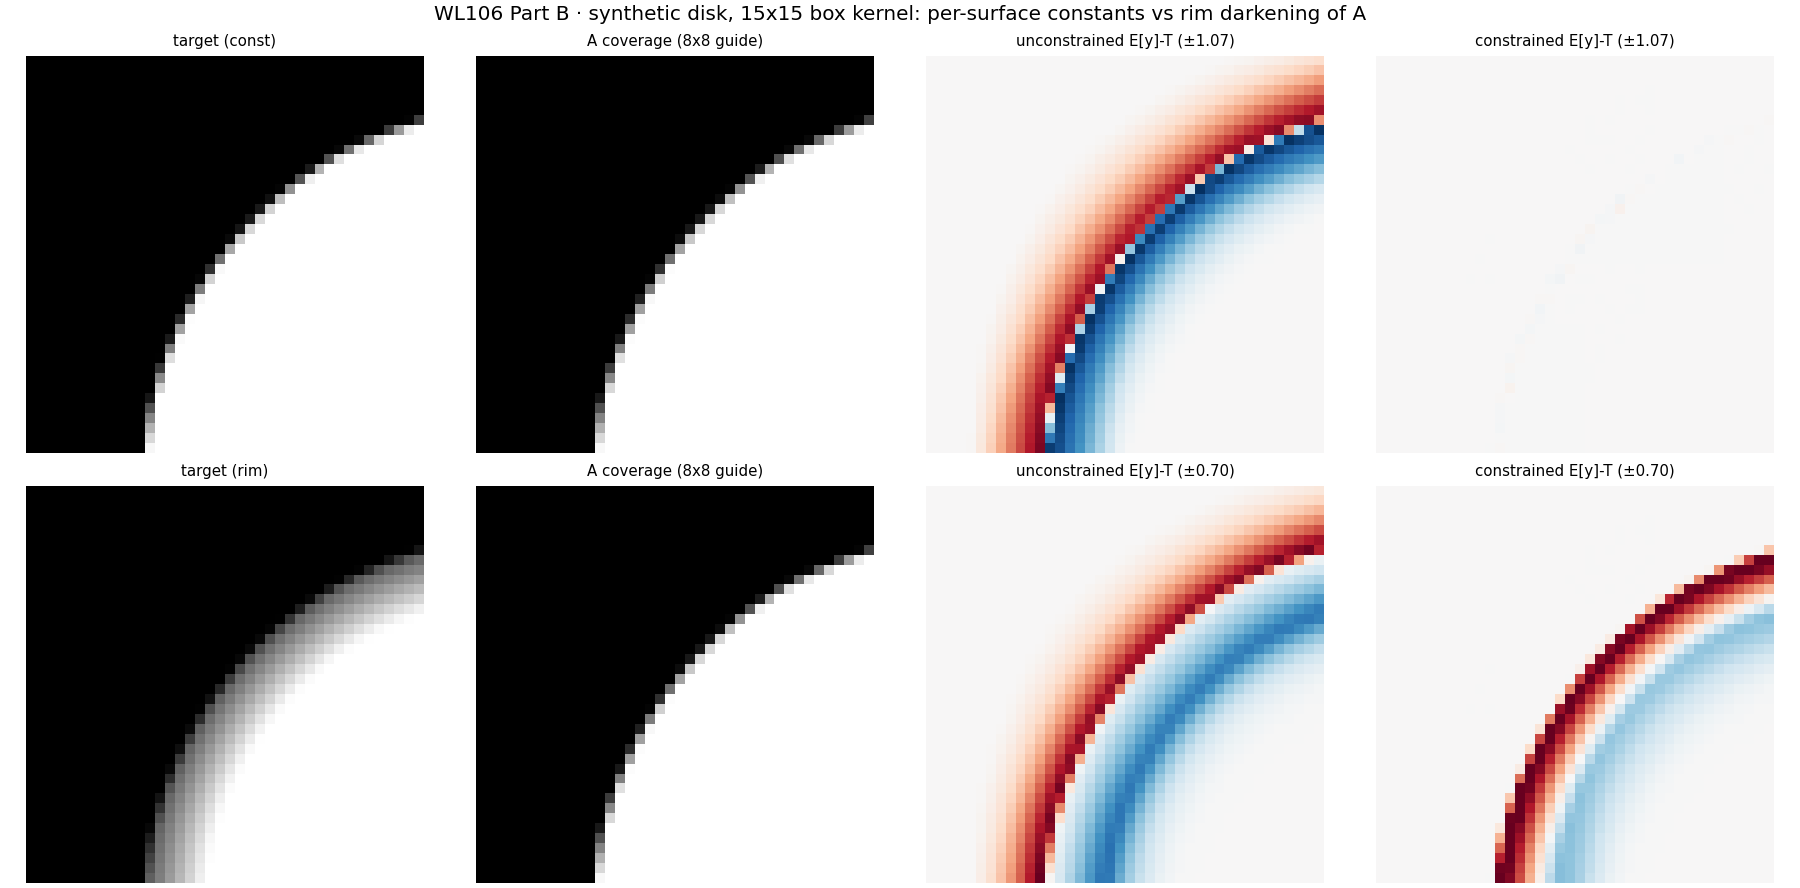 WL106 Part B · synthetic disk, 15x15 box kernel: per-surface constants vs rim darkening of A
target (const)
A coverage (8x8 guide)
unconstrained E[y]-T (±1.07)
constrained E[y]-T (±1.07)
target (rim)
A coverage (8x8 guide)
unconstrained E[y]-T (±0.70)
constrained E[y]-T (±0.70)